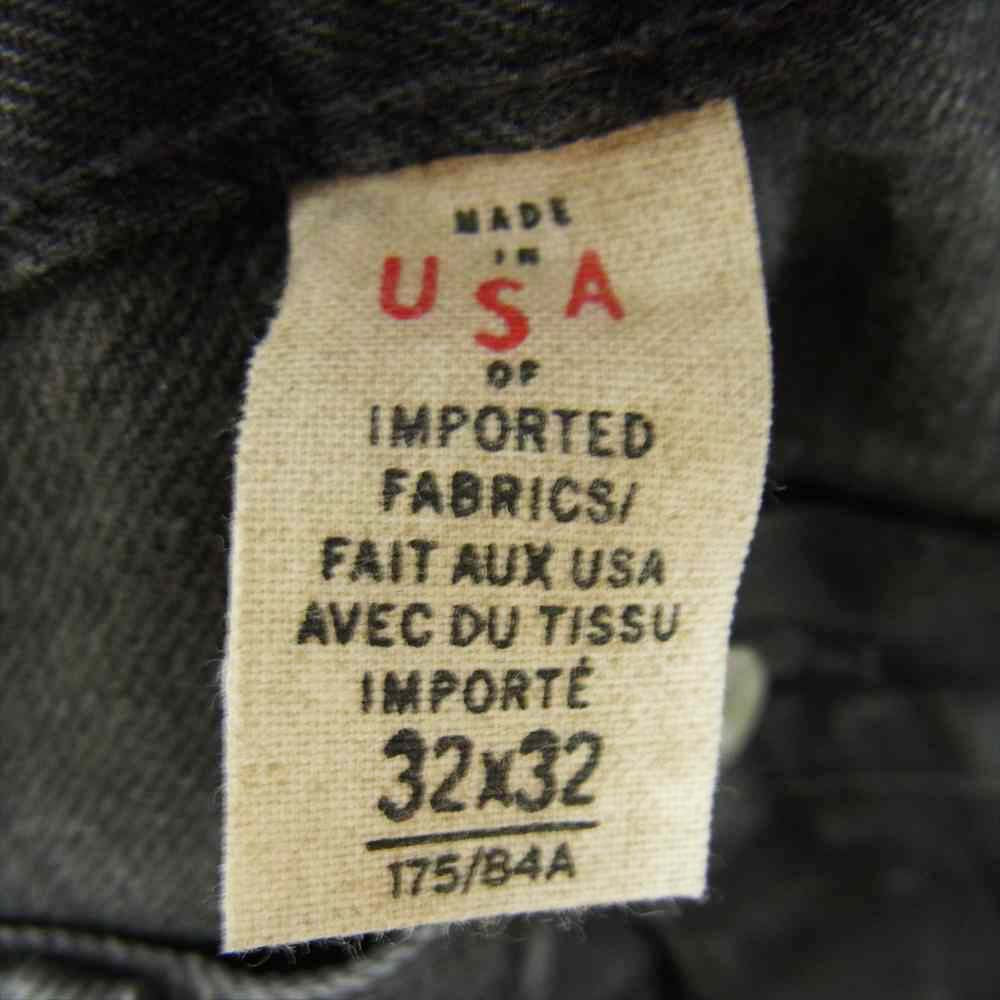 MADE
IN
USA
OF
IMPORTED
FABRICS/
FAIT AUX USA
AVEC DU TISSU
IMPORTÉ
32x32
175/84A